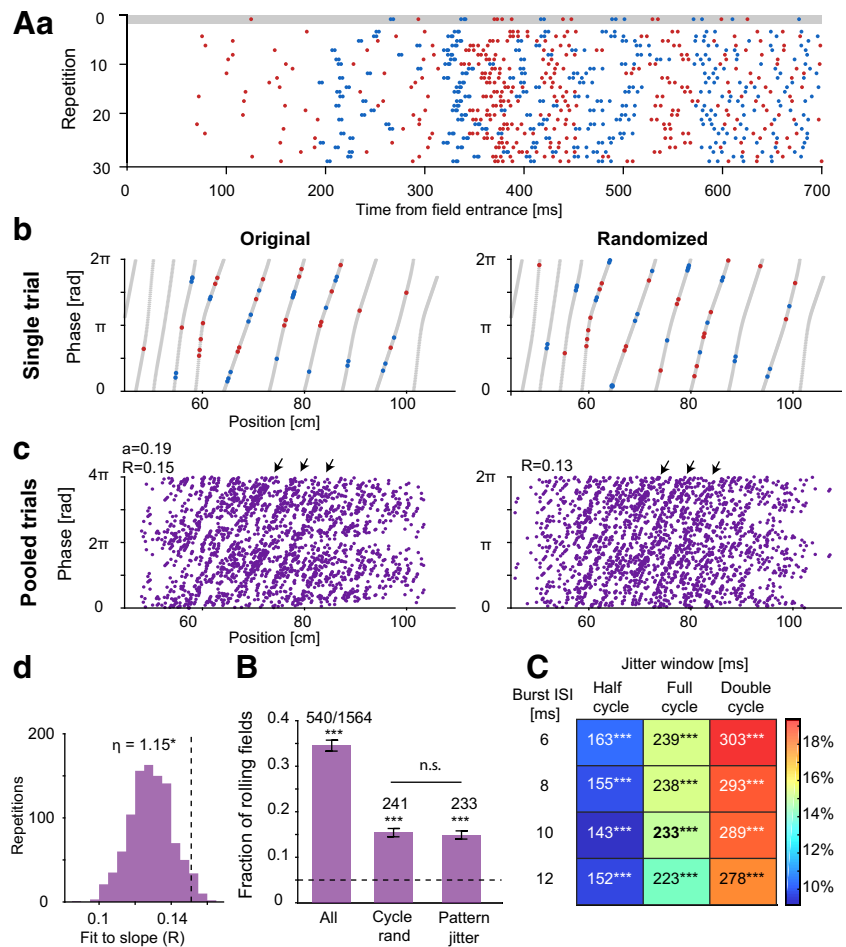 Aa
0
10
20
30
Repetition
0
100
200
300
400
500
600
700
Time from field entrance [ms]
b
Original
Randomized
Single trial
Phase [rad]
2π
π
0
60
80
100
Position [cm]
2π
π
0
60
80
100
c
a=0.19
R=0.15
R=0.13
Pooled trials
Phase [rad]
4π
2π
0
60
80
100
Position [cm]
2π
π
0
60
80
100
d
η = 1.15*
Repetitions
200
100
0
0.1
0.14
Fit to slope (R)
B
Fraction of rolling fields
0.4
0.3
0.2
0.1
0
540/1564
***
n.s.
241
***
233
***
All
Cycle
rand
Pattern
jitter
C
Jitter window [ms]
Burst ISI
[ms]
Half
cycle
Full
cycle
Double
cycle
6
163***
239***
303***
8
155***
238***
293***
10
143***
233***
289***
12
152***
223***
278***
18%
16%
14%
12%
10%